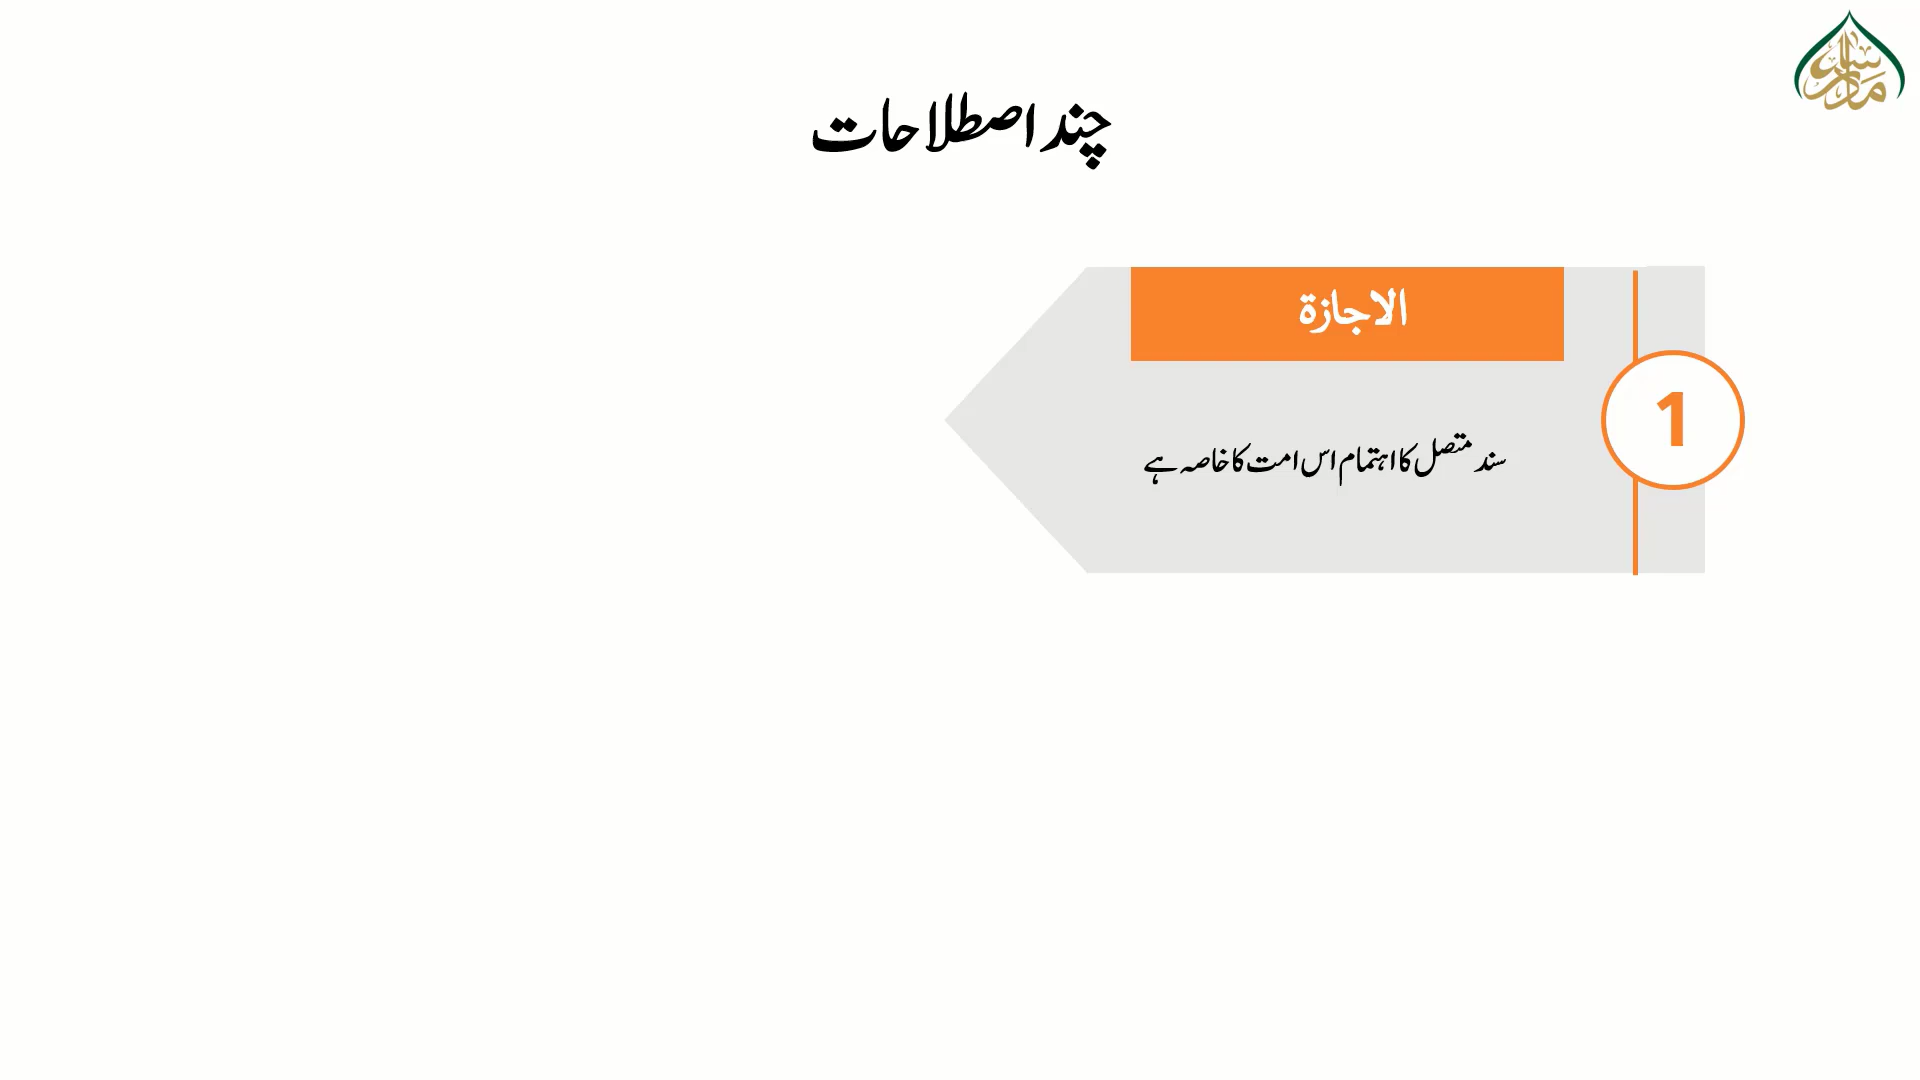 چند اصطلاحات
الاجازة
1
سند متصل کا اہتمام اس امت کا خاصہ ہے